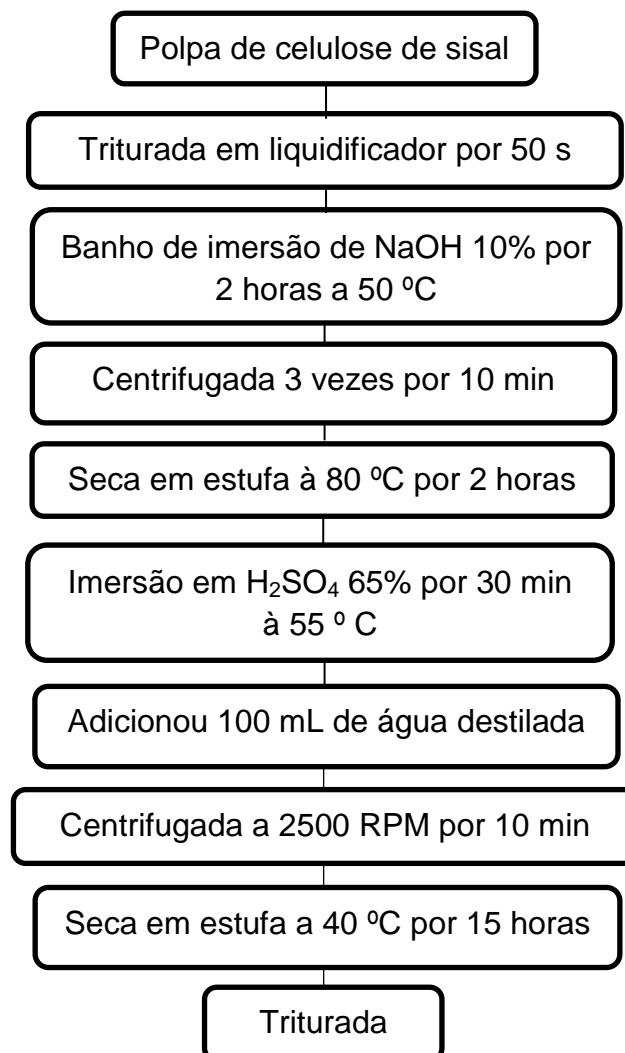 Polpa de celulose de sisal
Triturada em liquidificador por 50 s
Banho de imersão de NaOH 10% por
2 horas a 50 ºC
Centrifugada 3 vezes por 10 min
Seca em estufa à 80 ºC por 2 horas
Imersão em H₂SO₄ 65% por 30 min
à 55 º C
Adicionou 100 mL de água destilada
Centrifugada a 2500 RPM por 10 min
Seca em estufa a 40 ºC por 15 horas
Triturada